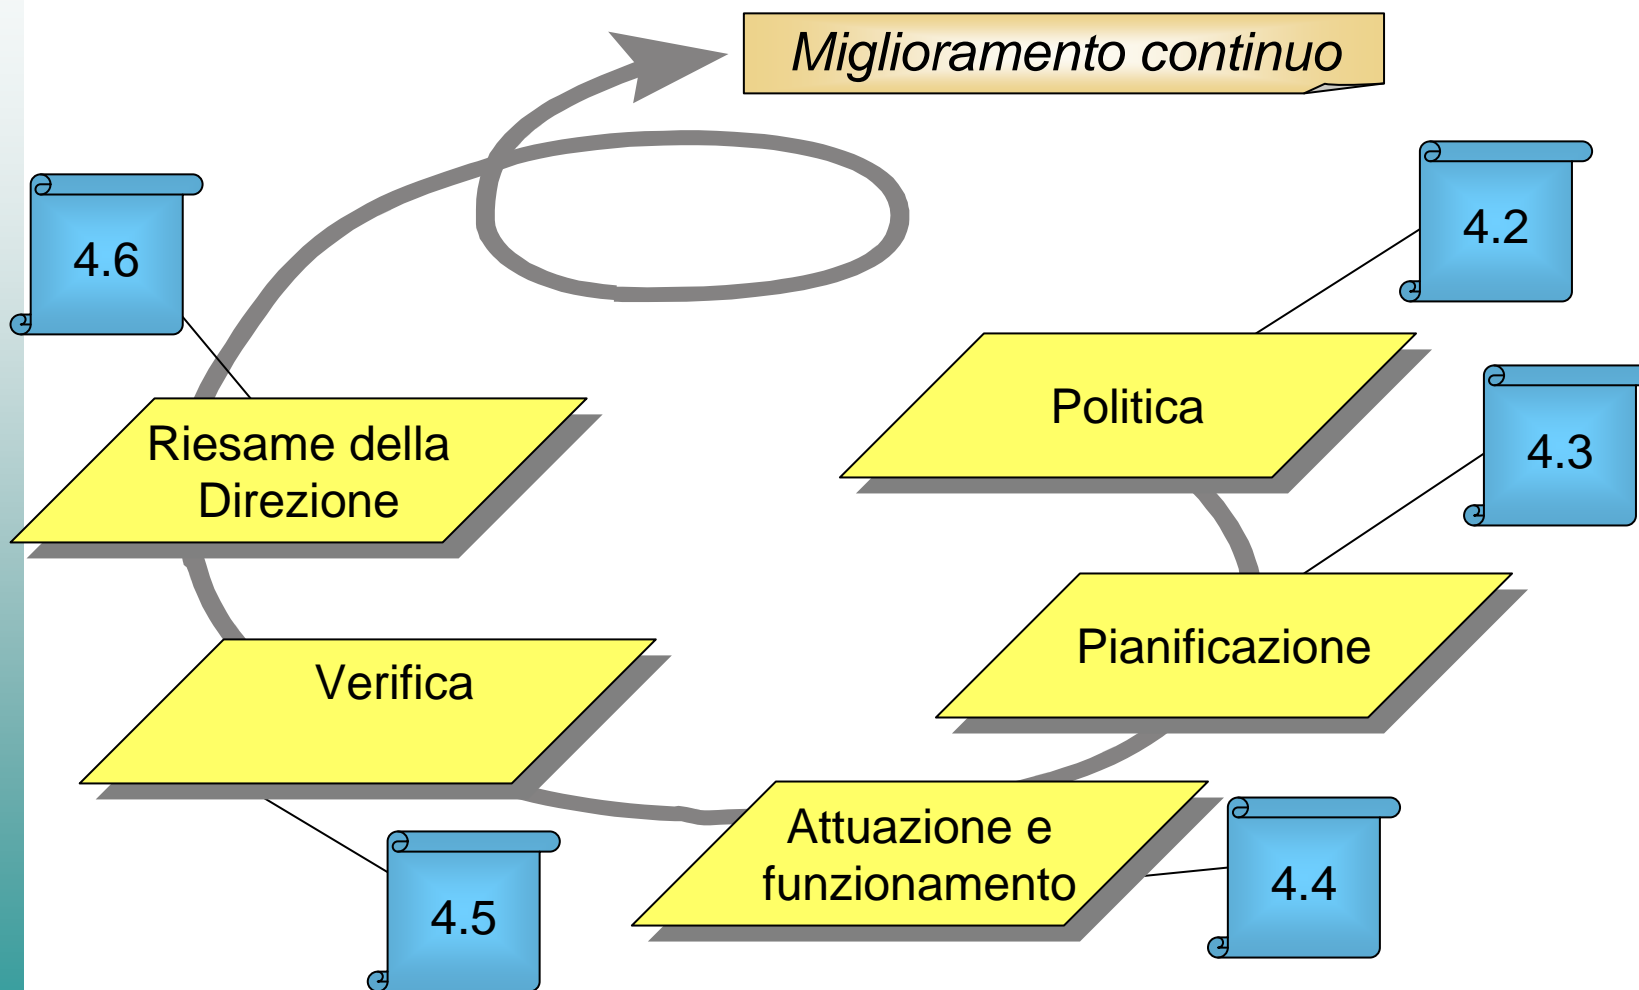 Miglioramento continuo
4.2
4.6
Politica
4.3
Riesame della
Direzione
Pianificazione
Verifica
Attuazione e
funzionamento
4.4
4.5